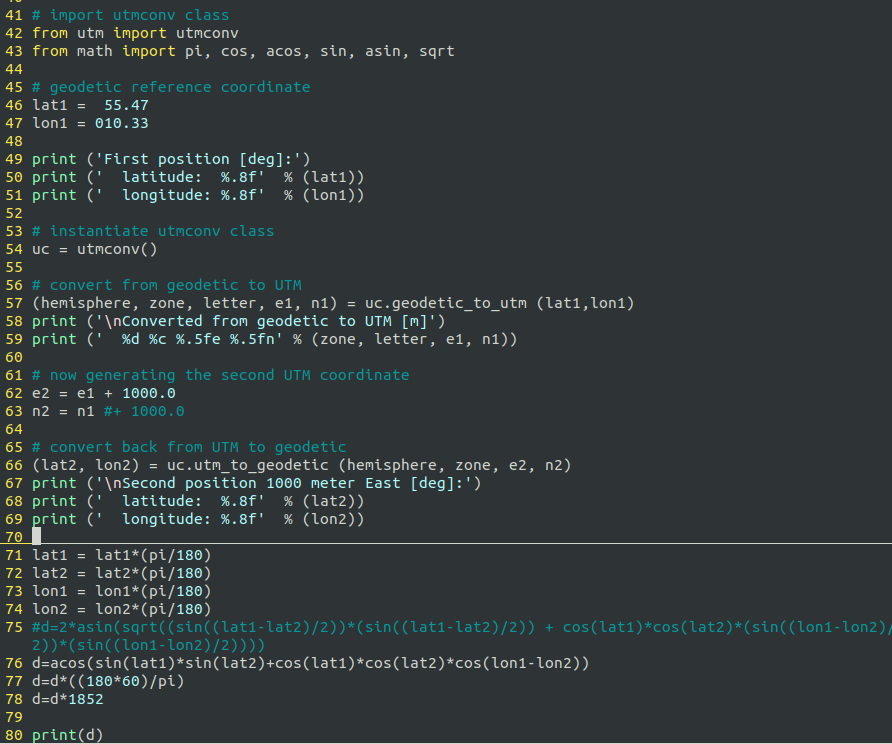 41 # import utmconv class
42 from utm import utmconv
43 from math import pi, cos, acos, sin, asin, sqrt
44
45 # geodetic reference coordinate
46 lat1 =  55.47
47 lon1 = 010.33
48
49 print ('First position [deg]:')
50 print ('  latitude:  %.8f'  % (lat1))
51 print ('  longitude: %.8f'  % (lon1))
52
53 # instantiate utmconv class
54 uc = utmconv()
55
56 # convert from geodetic to UTM
57 (hemisphere, zone, letter, e1, n1) = uc.geodetic_to_utm (lat1,lon1)
58 print ('\nConverted from geodetic to UTM [m]')
59 print ('  %d %c %.5fe %.5fn' % (zone, letter, e1, n1))
60
61 # now generating the second UTM coordinate
62 e2 = e1 + 1000.0
63 n2 = n1 #+ 1000.0
64
65 # convert back from UTM to geodetic
66 (lat2, lon2) = uc.utm_to_geodetic (hemisphere, zone, e2, n2)
67 print ('\nSecond position 1000 meter East [deg]:')
68 print ('  latitude:  %.8f'  % (lat2))
69 print ('  longitude: %.8f'  % (lon2))
70
71 lat1 = lat1*(pi/180)
72 lat2 = lat2*(pi/180)
73 lon1 = lon1*(pi/180)
74 lon2 = lon2*(pi/180)
75 #d=2*asin(sqrt((sin((lat1-lat2)/2))*(sin((lat1-lat2)/2)) + cos(lat1)*cos(lat2)*(sin((lon1-lon2)/
2))*(sin((lon1-lon2)/2))))
76 d=acos(sin(lat1)*sin(lat2)+cos(lat1)*cos(lat2)*cos(lon1-lon2))
77 d=d*((180*60)/pi)
78 d=d*1852
79
80 print(d)